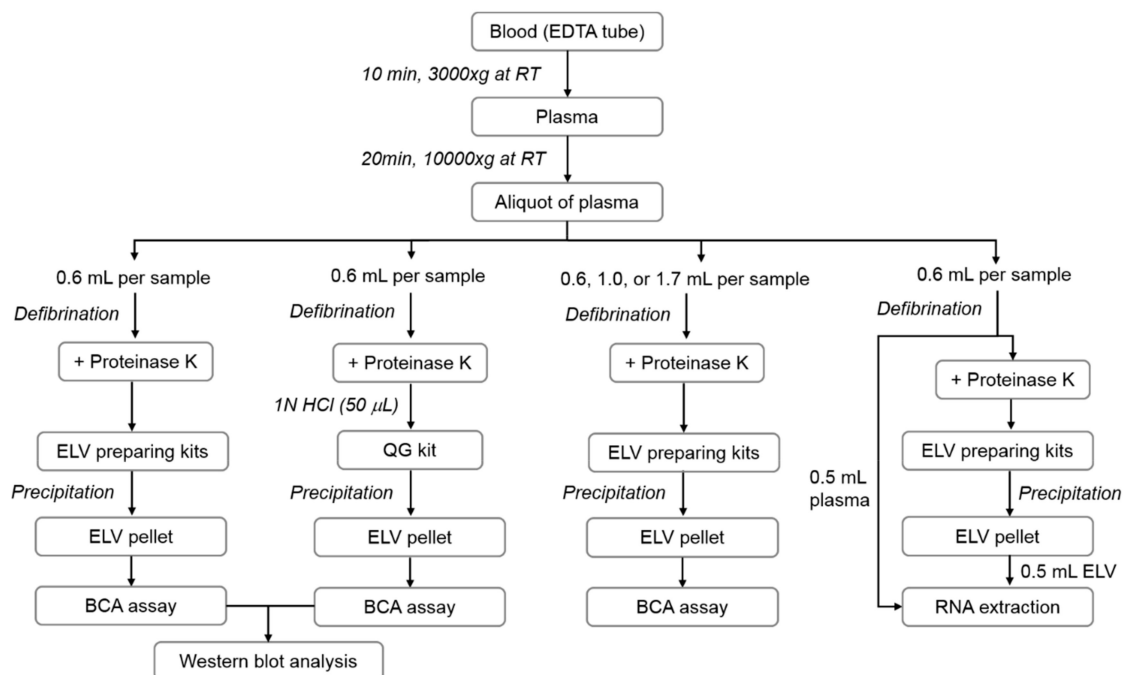 Blood (EDTA tube)
10 min, 3000xg at RT
Plasma
20min, 10000xg at RT
Aliquot of plasma
0.6 mL per sample
Defibrination
+ Proteinase K
ELV preparing kits
Precipitation
ELV pellet
BCA assay
0.6 mL per sample
Defibrination
+ Proteinase K
1N HCl (50 μL)
QG kit
Precipitation
ELV pellet
BCA assay
Western blot analysis
0.6, 1.0, or 1.7 mL per sample
Defibrination
+ Proteinase K
ELV preparing kits
Precipitation
ELV pellet
BCA assay
0.6 mL per sample
Defibrination
+ Proteinase K
ELV preparing kits
0.5 mL
plasma
Precipitation
ELV pellet
0.5 mL ELV
RNA extraction